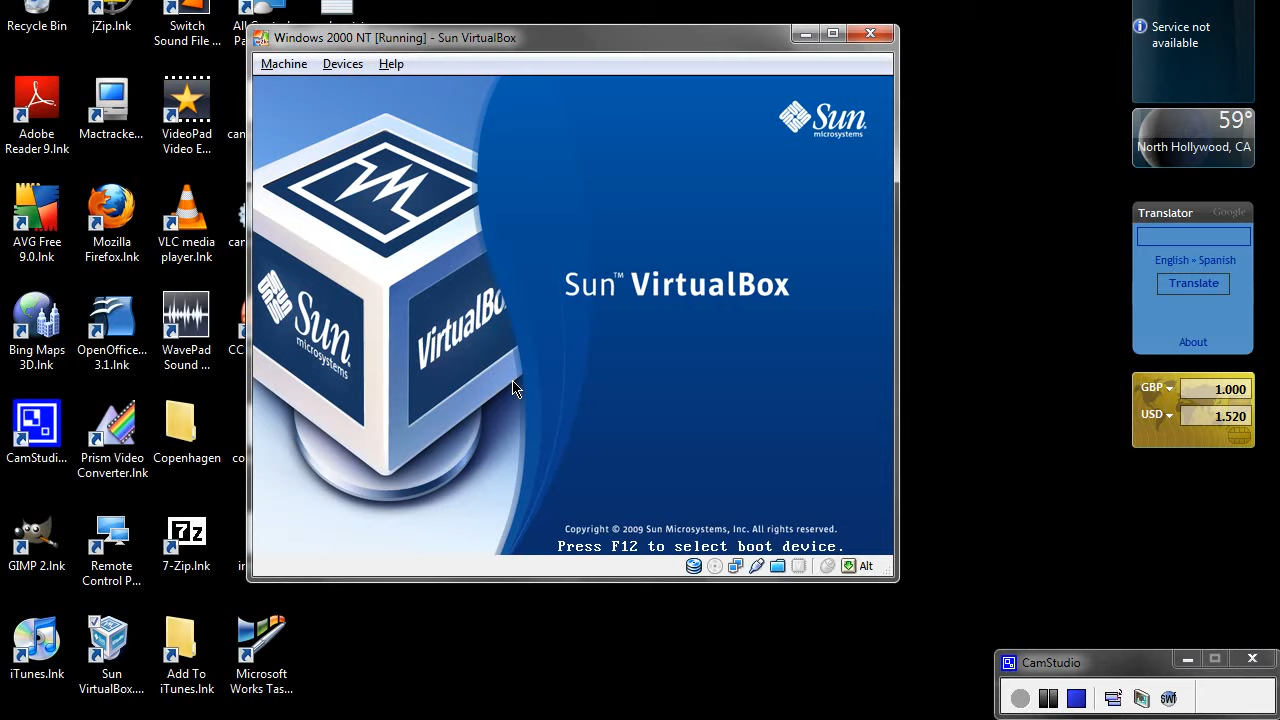 Recycle Bin
jZip.lnk
Switch
Sound File ...
Adobe
Reader 9.lnk
Mactracke...
VideoPad
Video E...
AVG Free
9.0.lnk
Mozilla
Firefox.lnk
VLC media
player.lnk
Bing Maps
3D.lnk
OpenOffice...
3.1.lnk
WavePad
Sound ...
CamStudi...
Prism Video
Converter.lnk
Copenhagen
GIMP 2.lnk
Remote
Control P...
7z
7-Zip.lnk
iTunes.lnk
Sun
VirtualBox....
Add To
iTunes.lnk
Microsoft
Works Tas...
Windows 2000 NT [Running] - Sun VirtualBox
Machine Devices Help
Sun
microsystems
Sun
microsystems
VirtualBo
Sun™ VirtualBox
Copyright © 2009 Sun Microsystems, Inc. All rights reserved.
Press F12 to select boot device.
Alt
Service not
available
59°
North Hollywood, CA
Translator Google
English » Spanish
Translate
About
GBP 1.000
USD 1.520
CamStudio
SWF